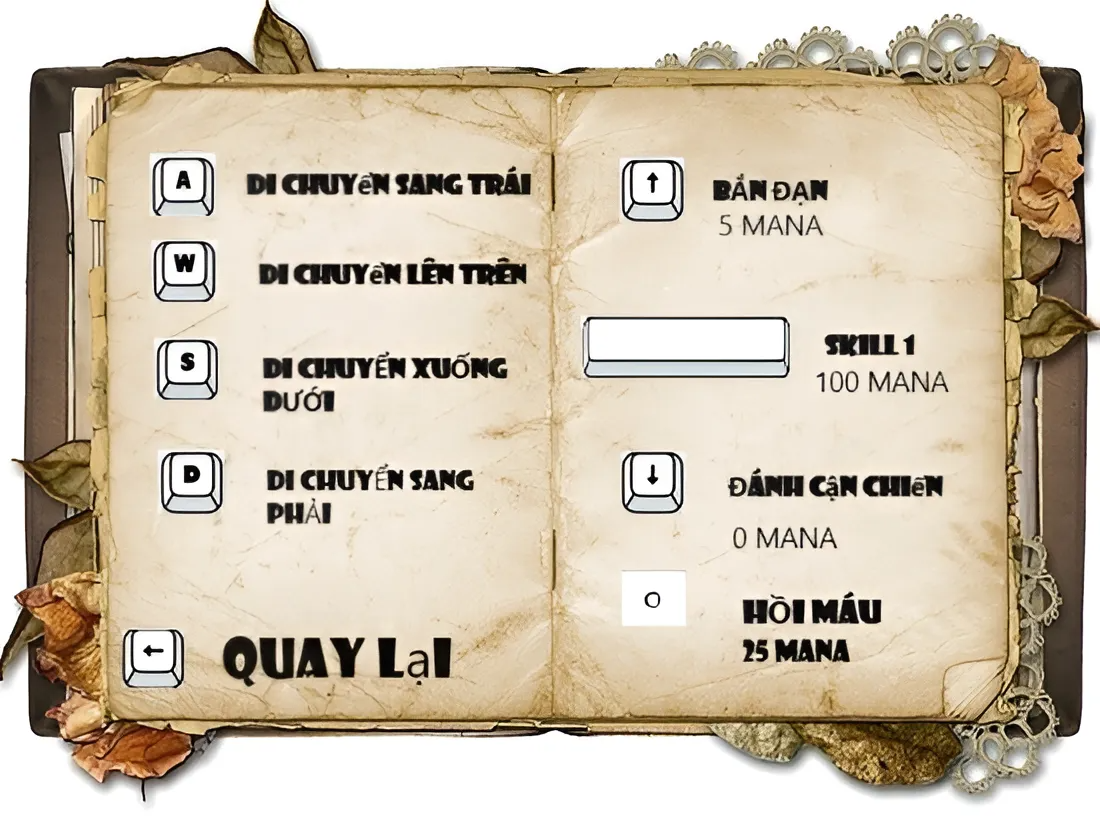 A
DI CHUYỂN SANG TRÁI
W
DI CHUYỀN LÊN TRÊN
S
DI CHUYỂN XUỐNG
DƯỚI
D
DI CHUYỂN SANG
PHẢI
←
QUAY LẠI
↑
BẮN ĐẠN
5 MANA
SKILL 1
100 MANA
↓
ĐÁNH CẬN CHIẾN
0 MANA
O
HỒI MÁU
25 MANA